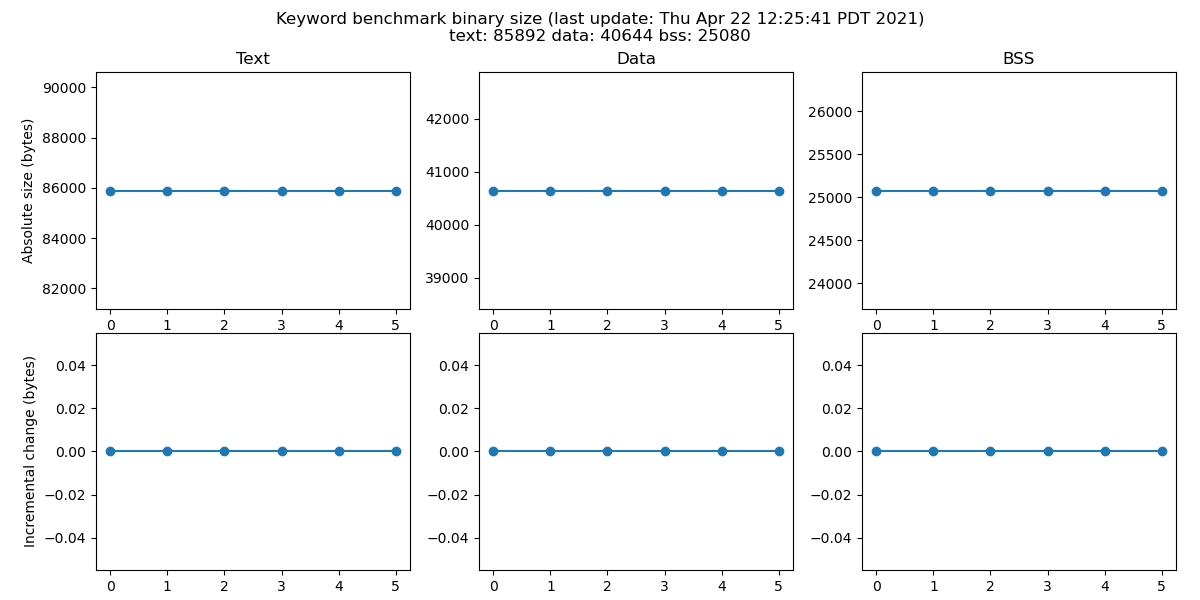 Keyword benchmark binary size (last update: Thu Apr 22 12:25:41 PDT 2021)
text: 85892 data: 40644 bss: 25080
Text
Data
BSS
Absolute size (bytes)
90000
88000
86000
84000
82000
0 1 2 3 4 5
42000
41000
40000
39000
0 1 2 3 4 5
26000
25500
25000
24500
24000
0 1 2 3 4 5
Incremental change (bytes)
0.04
0.02
0.00
−0.02
−0.04
0 1 2 3 4 5
0.04
0.02
0.00
−0.02
−0.04
0 1 2 3 4 5
0.04
0.02
0.00
−0.02
−0.04
0 1 2 3 4 5